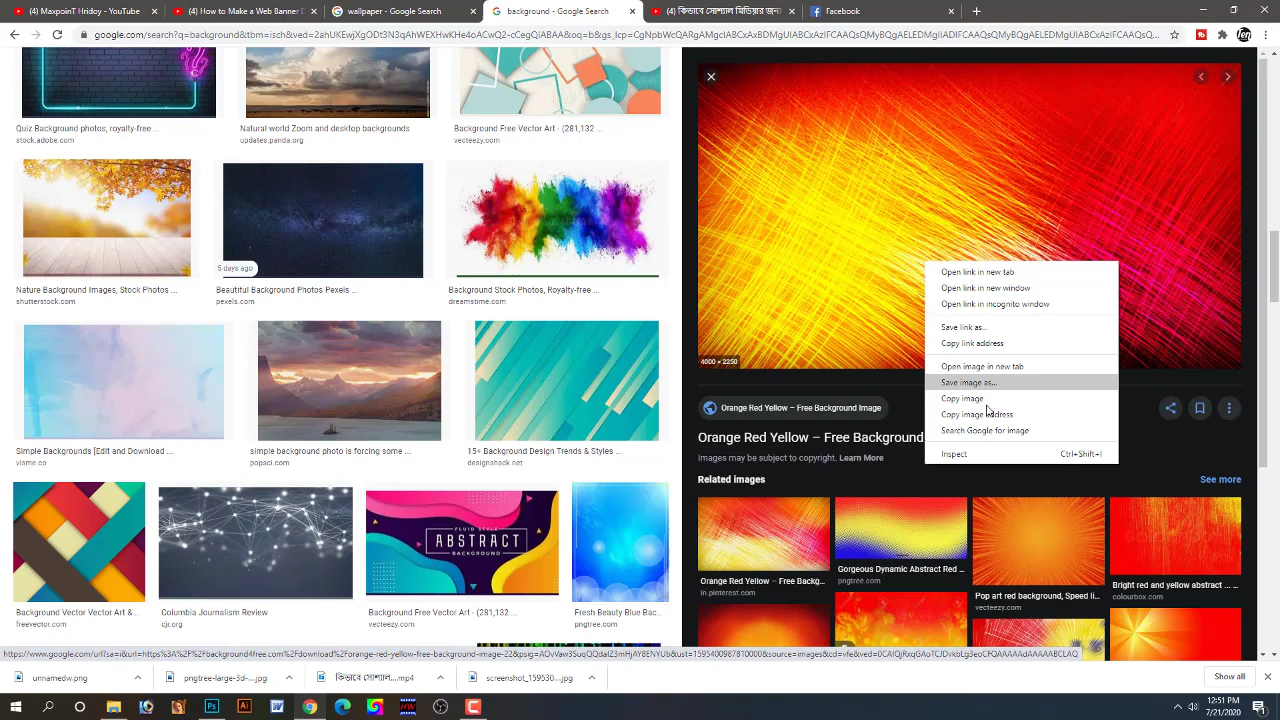 (4) Maayaajaal - YouTube
(4) How to Make a Web Banner D
wallpaper - Google Search
background - Google Search
Facebook
google.com/search?q=background&tbm=isch&ved=
Quiz Background photos, royalty-free ...
stock.adobe.com
Natural world Zoom and desktop backgrounds
updates.panda.org
Background Free Vector Art - (281,132 ...
vecteezy.com
5 days ago
Nature Background Images, Stock Photos ...
shutterstock.com
Beautiful Background Photos Pexels ...
pexels.com
Background Stock Photos, Royalty-free ...
dreamstime.com
Simple Backgrounds [Edit and Download ...
visme.co
simple background photo is forcing some ...
popsci.com
15+ Background Design Trends & Styles ...
designshack.net
FLUID STYLE
ABSTRACT
BACKGROUND
Background Vector Vector Art & ...
freevector.com
Columbia Journalism Review
cjr.org
Background Free Vector Art - (281,132 ...
vecteezy.com
Fresh Beauty Blue Bac...
pngtree.com
4000 × 2250
Open link in new tab
Open link in new window
Open link in incognito window
Save link as...
Copy link address
Open image in new tab
Save image as...
Copy image
Copy image address
Search Google for image
Inspect Ctrl+Shift+I
Orange Red Yellow – Free Background Image
Orange Red Yellow – Free Background
Images may be subject to copyright. Learn More
Related images
See more
Orange Red Yellow – Free Backg...
in.pinterest.com
Gorgeous Dynamic Abstract Red ...
pngtree.com
Pop art red background, Speed li...
vecteezy.com
Bright red and yellow abstract ... ...
colourbox.com
unnamedw.png
pngtree-large-3d-....jpg
screenshot_159530....jpg
Show all
12:51 PM
7/21/2020